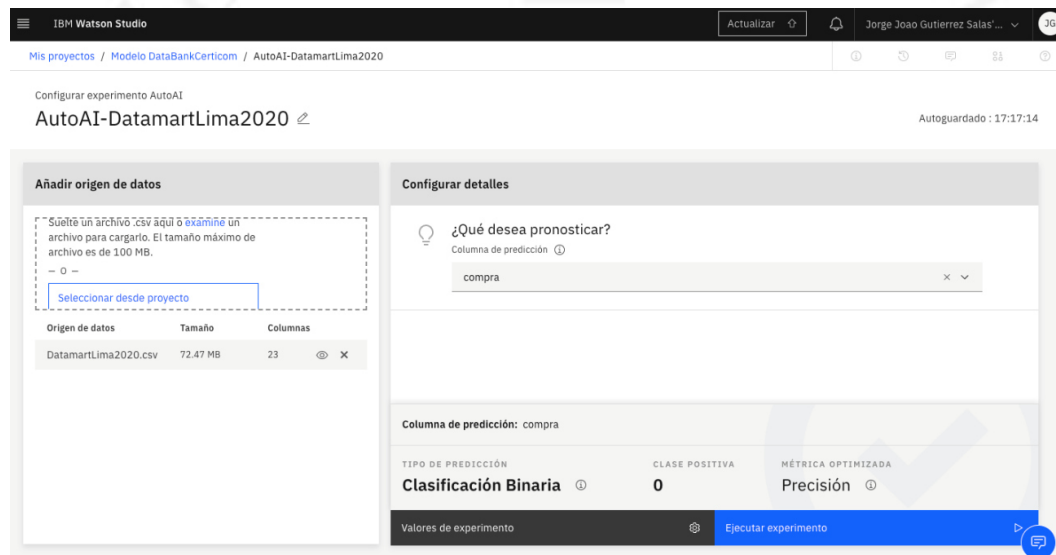 IBM Watson Studio
Actualizar
Jorge Joao Gutierrez Salas'...
JG
Mis proyectos / Modelo DataBankCerticom / AutoAI-DatamartLima2020
Configurar experimento AutoAI
AutoAI-DatamartLima2020
Autoguardado : 17:17:14
Añadir origen de datos
Suelte un archivo .csv aquí o examine un
archivo para cargarlo. El tamaño máximo de
archivo es de 100 MB.
— O —
Seleccionar desde proyecto
Origen de datos Tamaño Columnas
DatamartLima2020.csv 72.47 MB 23
Configurar detalles
¿Qué desea pronosticar?
Columna de predicción
compra
Columna de predicción: compra
TIPO DE PREDICCIÓN CLASE POSITIVA MÉTRICA OPTIMIZADA
Clasificación Binaria 0 Precisión
Valores de experimento
Ejecutar experimento